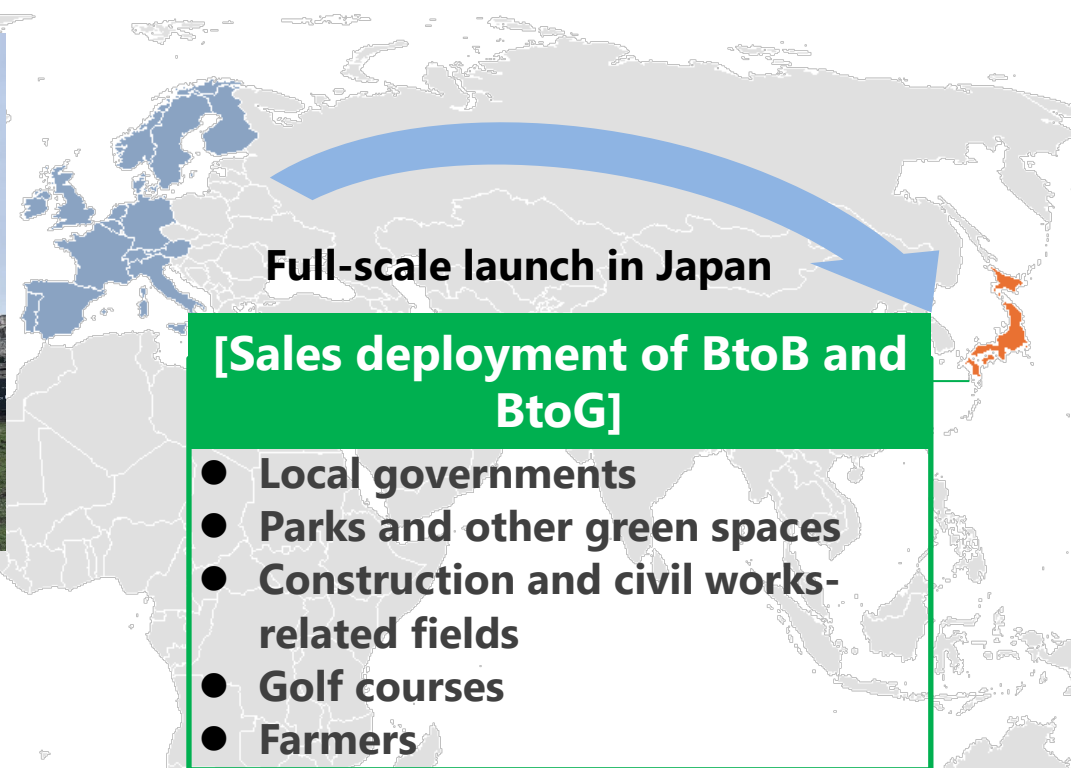 Full-scale launch in Japan
[Sales deployment of BtoB and
BtoG]
● Local governments
● Parks and other green spaces
● Construction and civil works-
related fields
● Golf courses
● Farmers